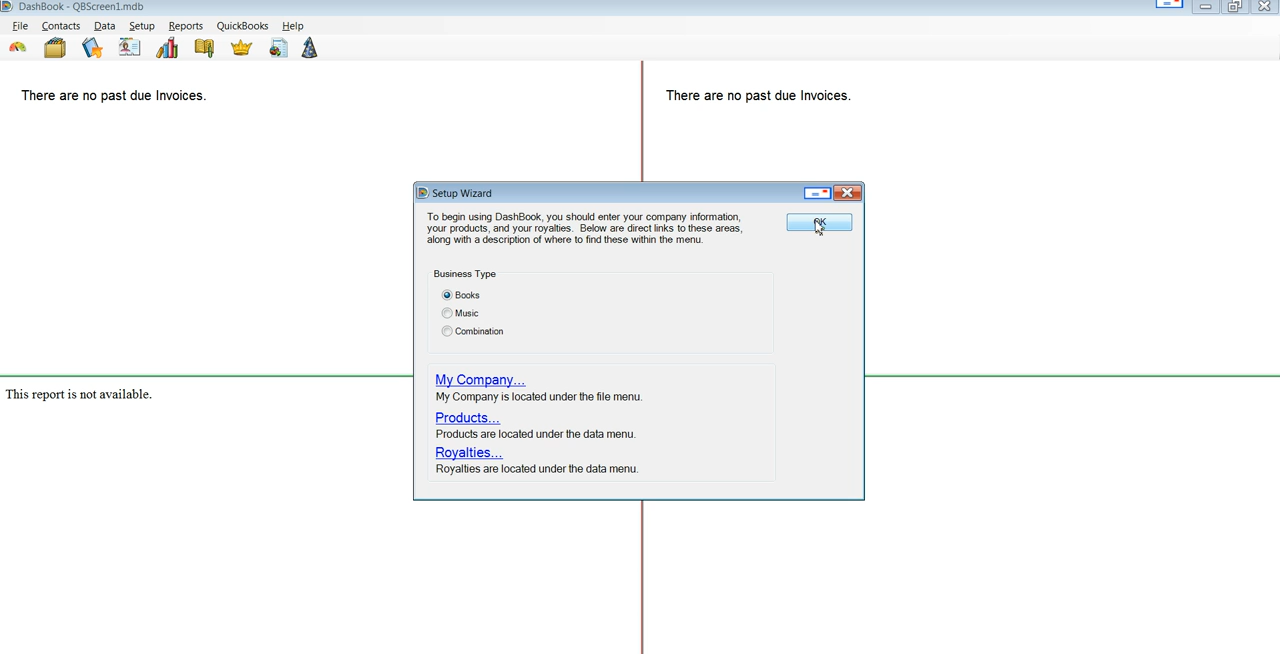 DashBook - QBScreen1.mdb
File Contacts Data Setup Reports QuickBooks Help
There are no past due Invoices.
There are no past due Invoices.
Setup Wizard
To begin using DashBook, you should enter your company information,
your products, and your royalties. Below are direct links to these areas,
along with a description of where to find these within the menu.
OK
Business Type
Books
Music
Combination
My Company...
My Company is located under the file menu.
Products...
Products are located under the data menu.
Royalties...
Royalties are located under the data menu.
This report is not available.